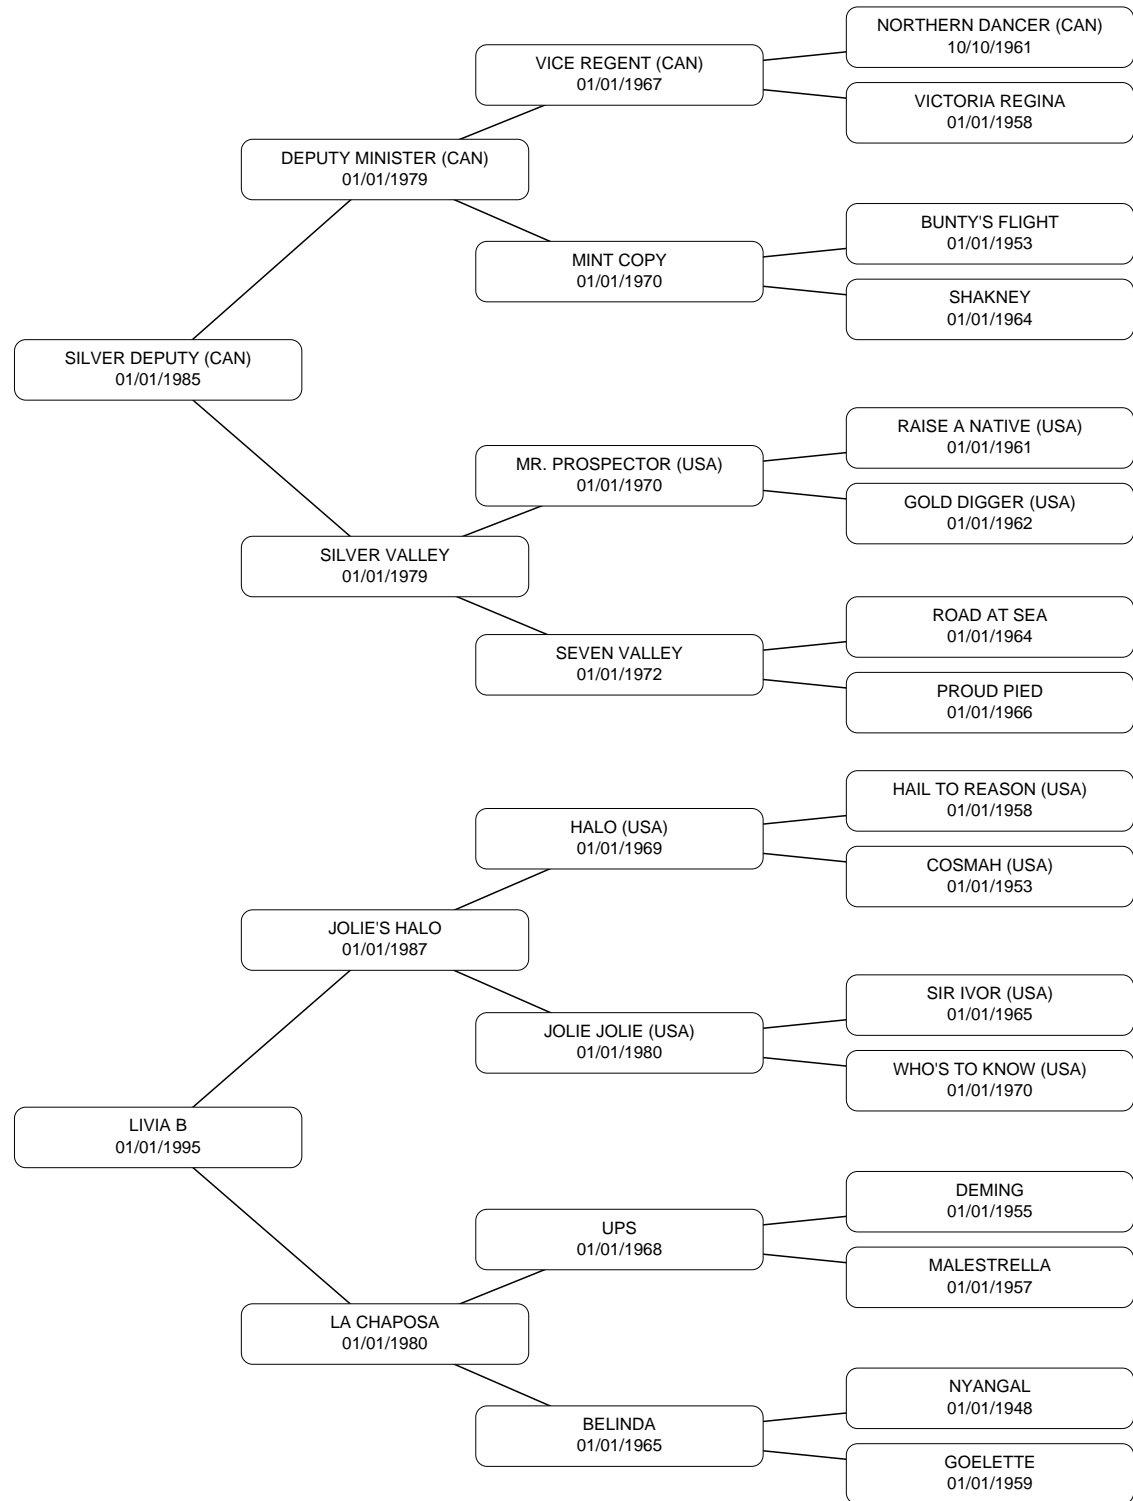 NORTHERN DANCER (CAN)
10/10/1961
VICE REGENT (CAN)
01/01/1967
VICTORIA REGINA
01/01/1958
DEPUTY MINISTER (CAN)
01/01/1979
BUNTY'S FLIGHT
01/01/1953
MINT COPY
01/01/1970
SHAKNEY
01/01/1964
SILVER DEPUTY (CAN)
01/01/1985
RAISE A NATIVE (USA)
01/01/1961
MR. PROSPECTOR (USA)
01/01/1970
GOLD DIGGER (USA)
01/01/1962
SILVER VALLEY
01/01/1979
ROAD AT SEA
01/01/1964
SEVEN VALLEY
01/01/1972
PROUD PIED
01/01/1966
HAIL TO REASON (USA)
01/01/1958
HALO (USA)
01/01/1969
COSMAH (USA)
01/01/1953
JOLIE'S HALO
01/01/1987
SIR IVOR (USA)
01/01/1965
JOLIE JOLIE (USA)
01/01/1980
WHO'S TO KNOW (USA)
01/01/1970
LIVIA B
01/01/1995
DEMING
01/01/1955
UPS
01/01/1968
MALESTRELLA
01/01/1957
LA CHAPOSA
01/01/1980
NYANGAL
01/01/1948
BELINDA
01/01/1965
GOELETTE
01/01/1959